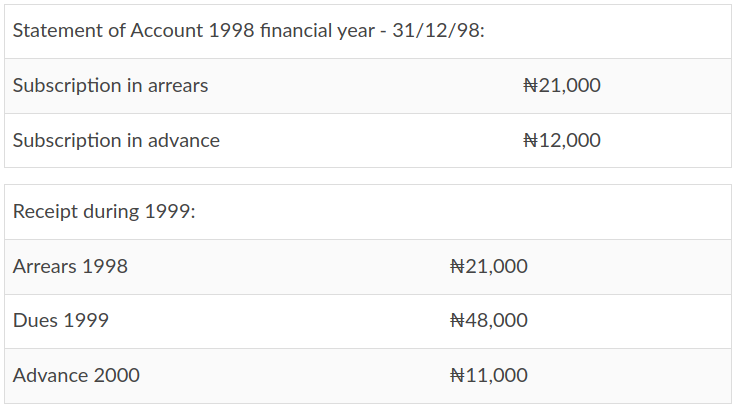 Statement of Account 1998 financial year - 31/12/98:
Subscription in arrears ₦21,000
Subscription in advance ₦12,000
Receipt during 1999:
Arrears 1998 ₦21,000
Dues 1999 ₦48,000
Advance 2000 ₦11,000